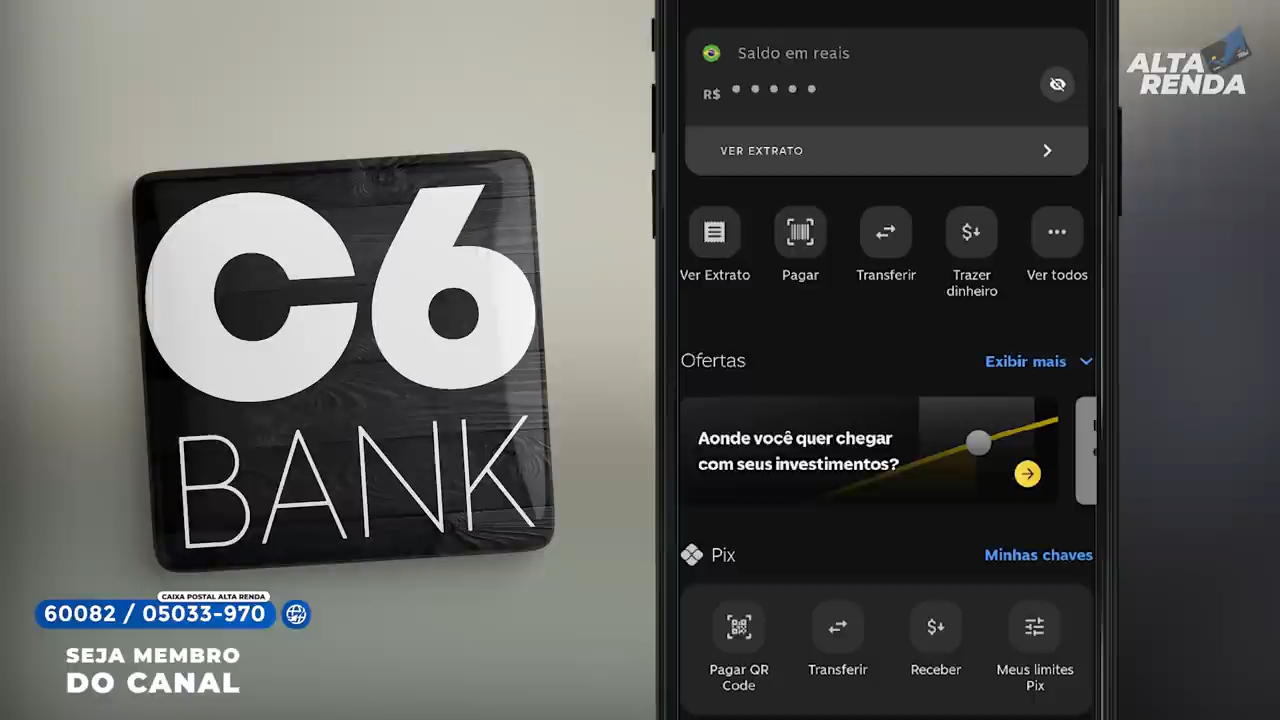 C6
BANK
CAIXA POSTAL ALTA RENDA
60082 / 05033-970
SEJA MEMBRO
DO CANAL
Saldo em reais
R$
VER EXTRATO
Ver Extrato
Pagar
Transferir
Trazer
dinheiro
Ver todos
Ofertas
Exibir mais
Aonde você quer chegar
com seus investimentos?
Pix
Minhas chaves
Pagar QR
Code
Transferir
Receber
Meus limites
Pix
ALTA
RENDA